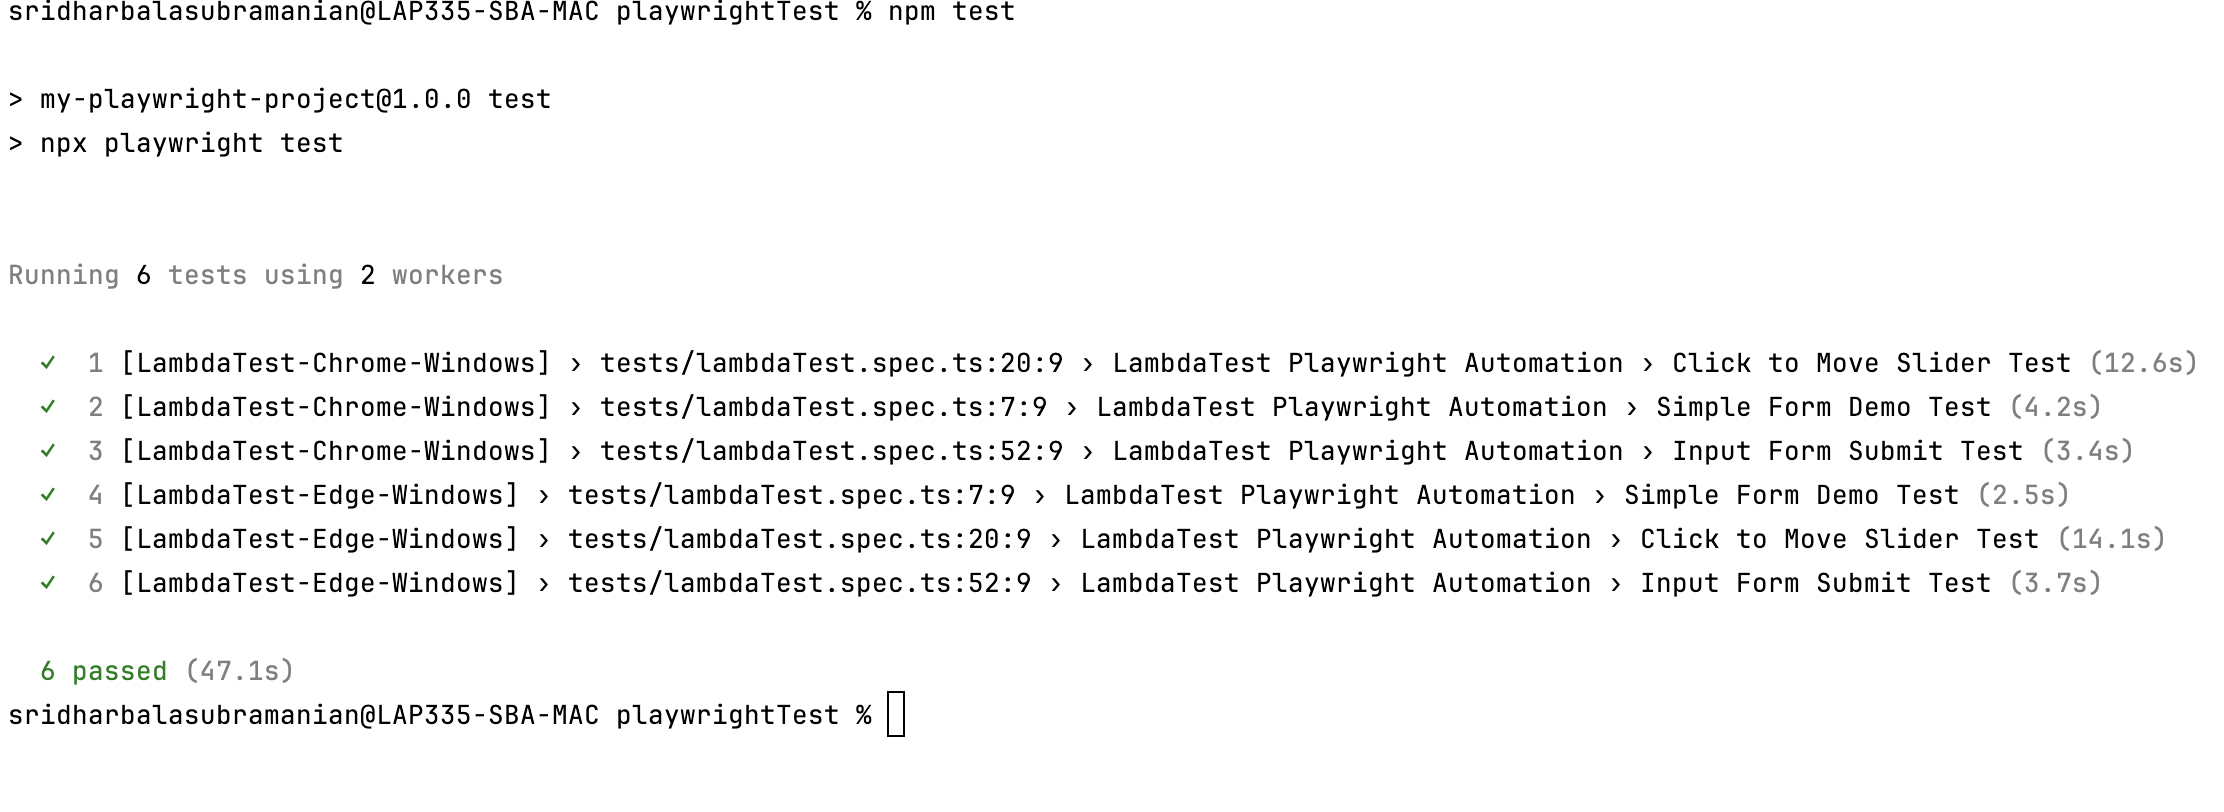 sridharbalasubramanian@LAP335-SBA-MAC playwrightTest % npm test
> my-playwright-project@1.0.0 test
> npx playwright test
Running 6 tests using 2 workers
✓ 1 [LambdaTest-Chrome-Windows] › tests/lambdaTest.spec.ts:20:9 › LambdaTest Playwright Automation › Click to Move Slider Test (12.6s)
✓ 2 [LambdaTest-Chrome-Windows] › tests/lambdaTest.spec.ts:7:9 › LambdaTest Playwright Automation › Simple Form Demo Test (4.2s)
✓ 3 [LambdaTest-Chrome-Windows] › tests/lambdaTest.spec.ts:52:9 › LambdaTest Playwright Automation › Input Form Submit Test (3.4s)
✓ 4 [LambdaTest-Edge-Windows] › tests/lambdaTest.spec.ts:7:9 › LambdaTest Playwright Automation › Simple Form Demo Test (2.5s)
✓ 5 [LambdaTest-Edge-Windows] › tests/lambdaTest.spec.ts:20:9 › LambdaTest Playwright Automation › Click to Move Slider Test (14.1s)
✓ 6 [LambdaTest-Edge-Windows] › tests/lambdaTest.spec.ts:52:9 › LambdaTest Playwright Automation › Input Form Submit Test (3.7s)
6 passed (47.1s)
sridharbalasubramanian@LAP335-SBA-MAC playwrightTest %